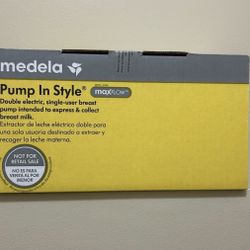 medela
Pump In Style®
maxFLOW™
Double electric, single-user breast
pump intended to express & collect
breast milk.
Extractor de leche eléctrico doble para
una sola usuaria destinado a extraer y
recoger la leche materna.
NOT FOR
RETAIL SALE
NO ES PARA
VENTA AL POR
MENOR